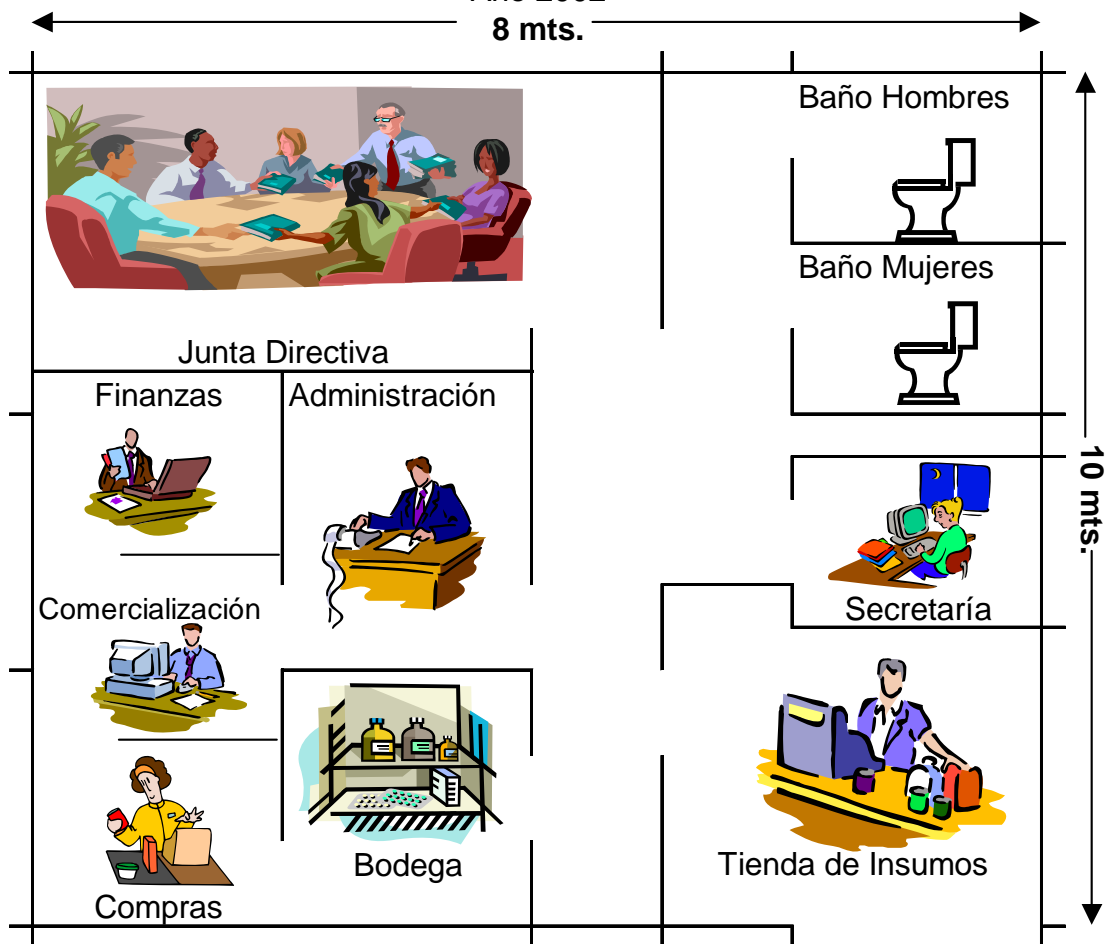 8 mts.
Baño Hombres
Baño Mujeres
Junta Directiva
Finanzas
Administración
10 mts.
Comercialización
Secretaría
Bodega
Tienda de Insumos
Compras